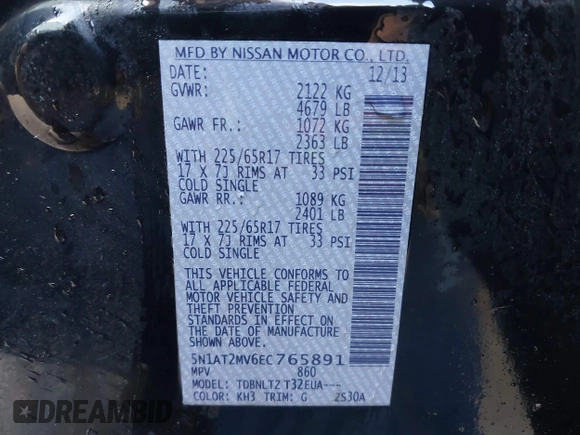 MFD BY NISSAN MOTOR CO., LTD.
DATE: 12/13
GVWR: 2122 KG
4679 LB
GAWR FR.: 1072 KG
2363 LB
WITH 225/65R17 TIRES
17 X 7J RIMS AT 33 PSI
COLD SINGLE
GAWR RR.: 1089 KG
2401 LB
WITH 225/65R17 TIRES
17 X 7J RIMS AT 33 PSI
COLD SINGLE
THIS VEHICLE CONFORMS TO
ALL APPLICABLE FEDERAL
MOTOR VEHICLE SAFETY AND
THEFT PREVENTION
STANDARDS IN EFFECT ON
THE DATE OF MANUFACTURE
SHOWN ABOVE.
5N1AT2MV6EC765891
MPV 860
MODEL: TDBNLTZ T32EUA---
COLOR: KH3 TRIM: G 2S30A
DREAMBID